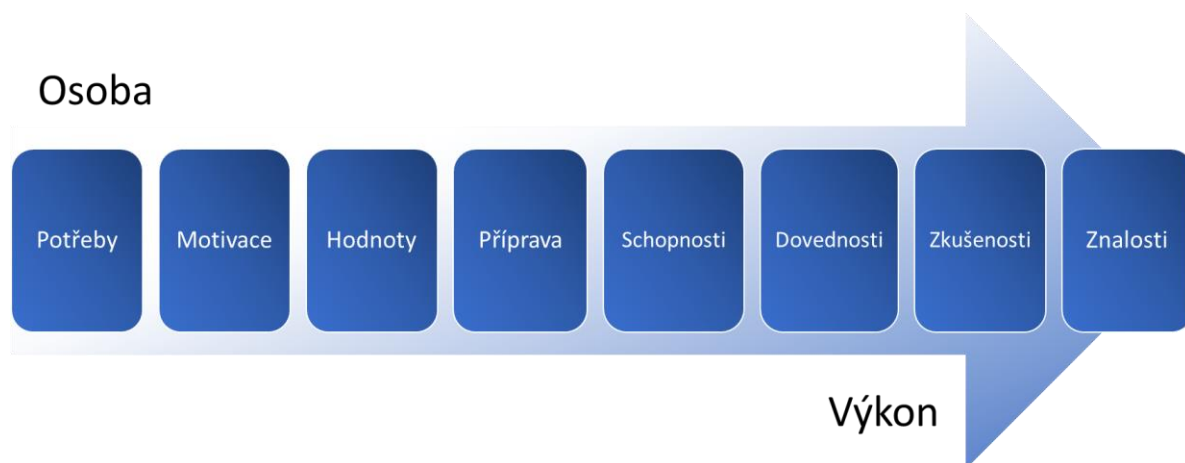 Osoba
Potřeby
Motivace
Hodnoty
Příprava
Schopnosti
Dovednosti
Zkušenosti
Znalosti
Výkon